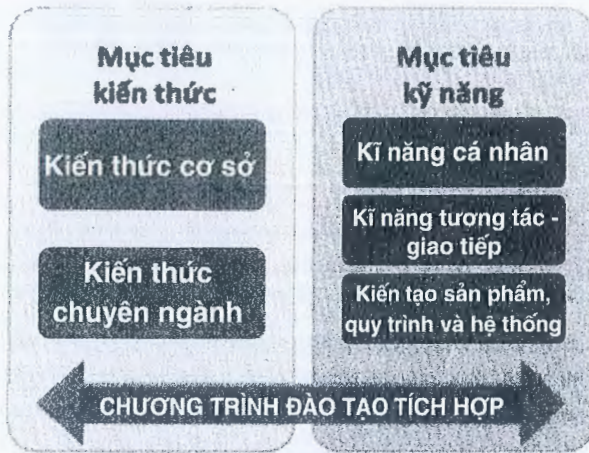 Mục tiêu
kiến thức
Kiến thức cơ sở
Kiến thức
chuyên ngành
Mục tiêu
kỹ năng
Kĩ năng cá nhân
Kĩ năng tương tác -
giao tiếp
Kiến tạo sản phẩm,
quy trình và hệ thống
CHƯƠNG TRÌNH ĐÀO TẠO TÍCH HỢP